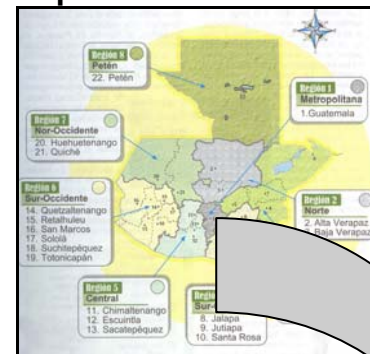 Región 8
Petén
22. Petén
Región 1
Metropolitana
1.Guatemala
Región 7
Nor-Occidente
20. Huehuetenango
21. Quiché
Región 6
Sur-Occidente
14. Quetzaltenango
15. Retalhuleu
16. San Marcos
17. Sololá
18. Suchitepéquez
19. Totonicapán
Región 2
Norte
2. Alta Verapaz
Baja Verapaz
Región 5
Central
11. Chimaltenango
12. Escuintla
13. Sacatepéquez
Sur-
8. Jalapa
9. Jutiapa
10. Santa Rosa